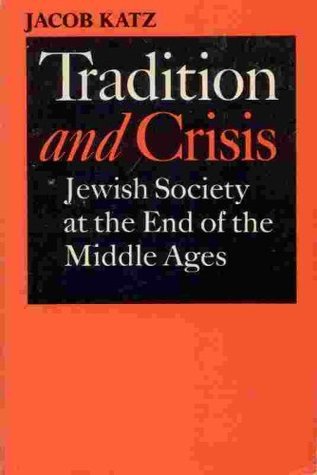 JACOB KATZ
Tradition
and Crisis
Jewish Society
at the End of the
Middle Ages